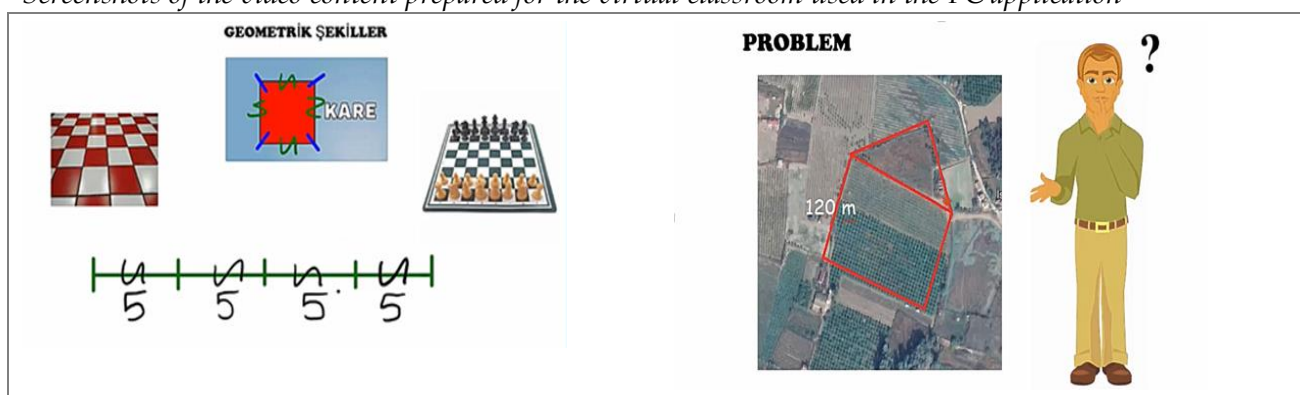 Screenshots of the video content prepared for the virtual classroom used in the FC application
GEOMETRİK ŞEKİLLER
KARE
5 5 5 5
PROBLEM
?
120 m